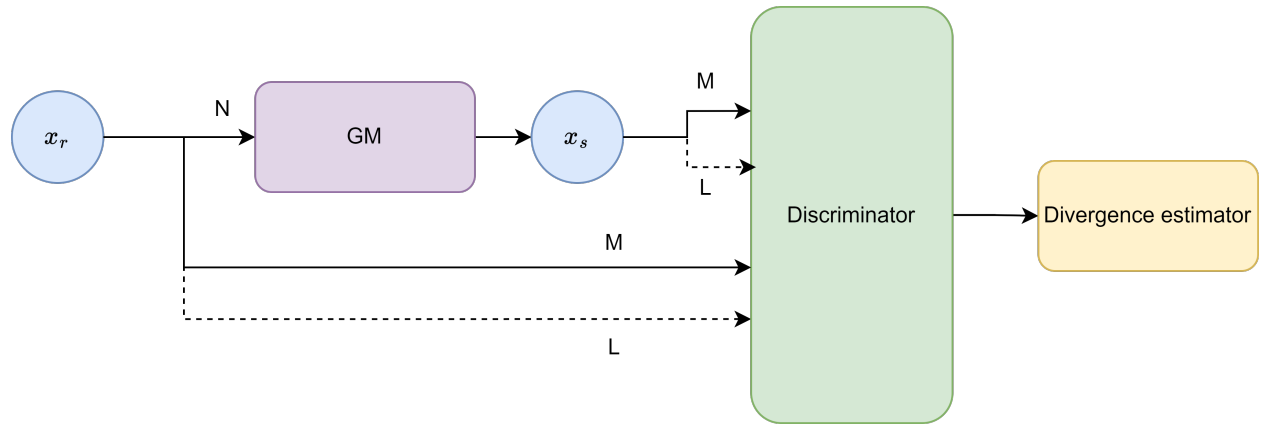 x_r
N
GM
x_s
M
L
M
L
Discriminator
Divergence estimator